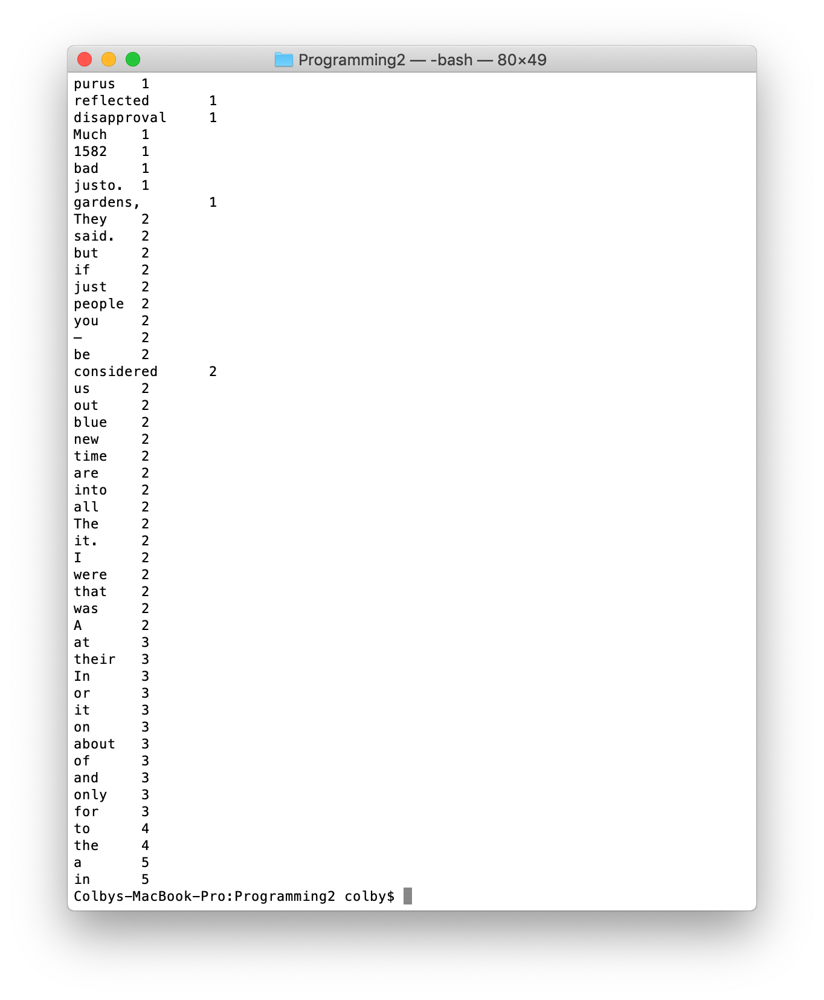 Programming2 — -bash — 80×49
purus 1
reflected 1
disapproval 1
Much 1
1582 1
bad 1
justo. 1
gardens, 1
They 2
said. 2
but 2
if 2
just 2
people 2
you 2
– 2
be 2
considered 2
us 2
out 2
blue 2
new 2
time 2
are 2
into 2
all 2
The 2
it. 2
I 2
were 2
that 2
was 2
A 2
at 3
their 3
In 3
or 3
it 3
on 3
about 3
of 3
and 3
only 3
for 3
to 4
the 4
a 5
in 5
Colbys-MacBook-Pro:Programming2 colby$